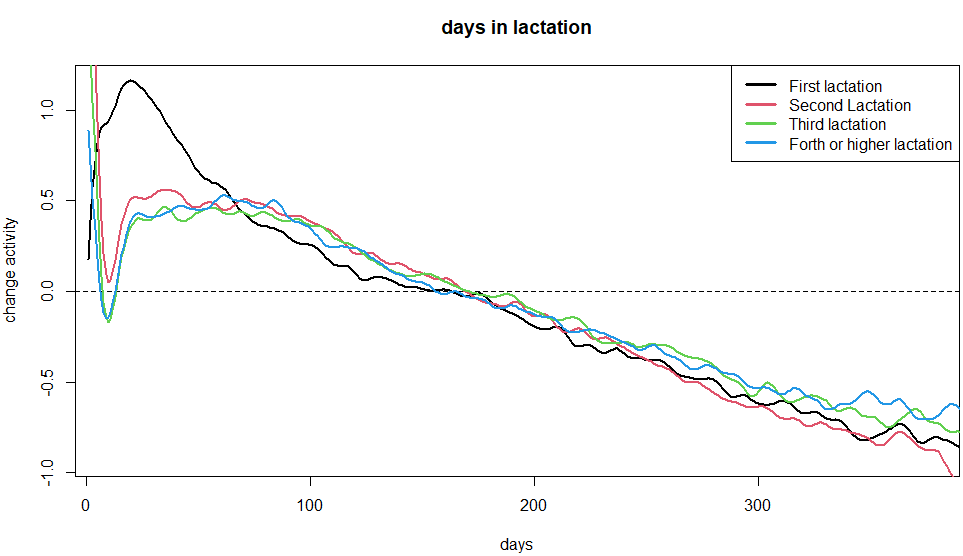 days in lactation
First lactation
Second Lactation
Third lactation
Forth or higher lactation
change activity
1.0
0.5
0.0
-0.5
-1.0
0 100 200 300
days